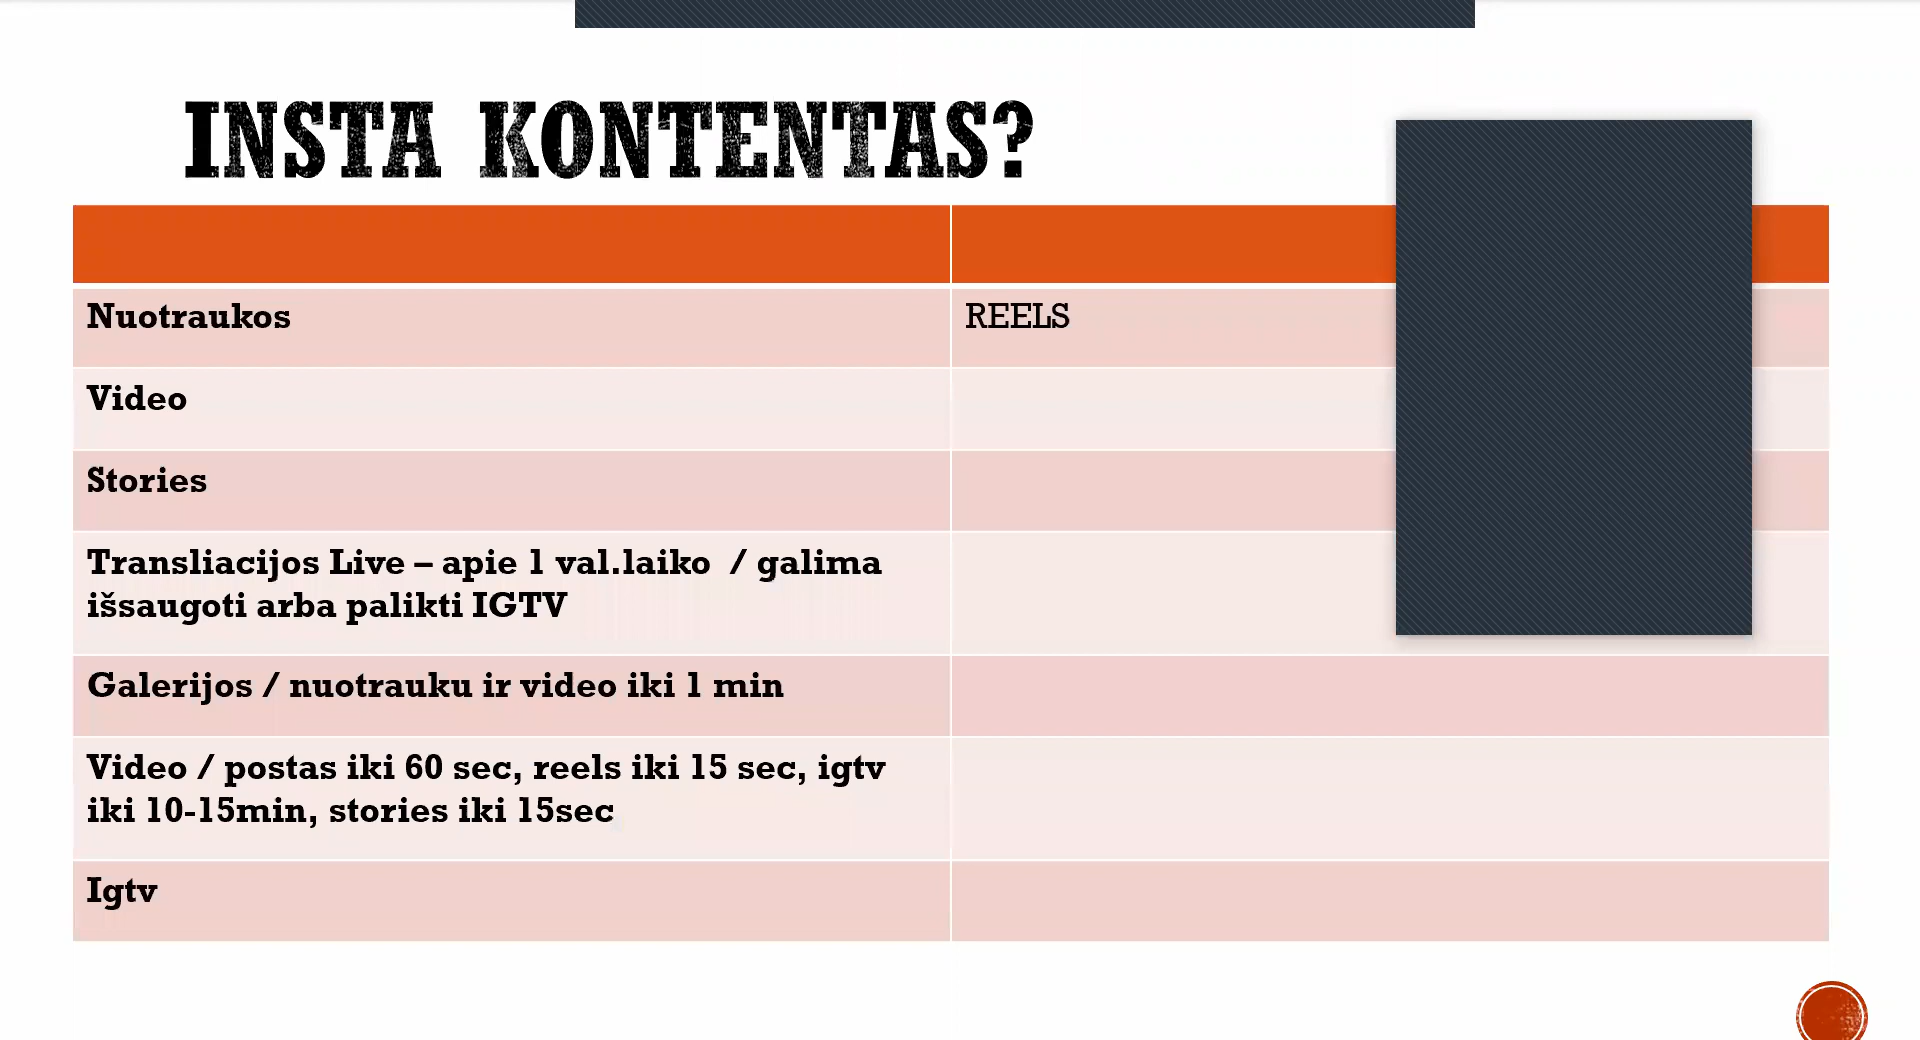 INSTA KONTENTAS?
Nuotraukos
REELS
Video
Stories
Transliacijos Live – apie 1 val.laiko / galima
išsaugoti arba palikti IGTV
Galerijos / nuotrauku ir video iki 1 min
Video / postas iki 60 sec, reels iki 15 sec, igtv
iki 10-15min, stories iki 15sec
Igtv